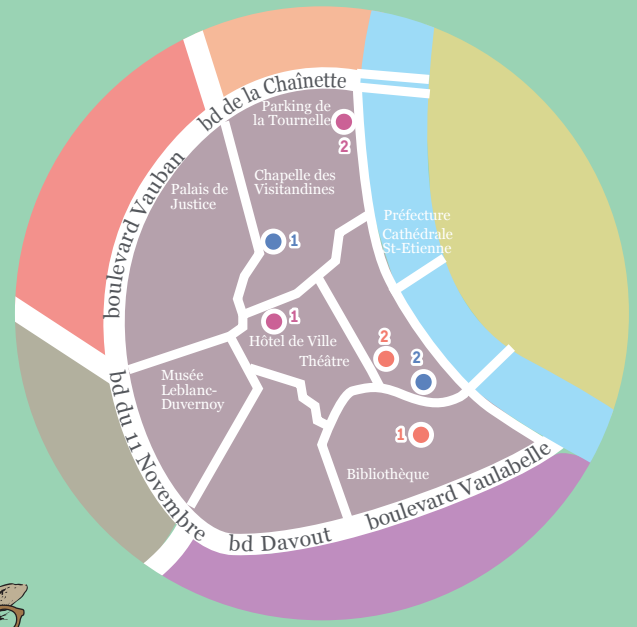 bd de la Chaînette
Parking de
la Tournelle
2
boulevard Vauban
Chapelle des
Visitandines
Palais de
Justice
1
Préfecture
Cathédrale
St-Etienne
1
Hôtel de Ville
Théâtre
2
2
Musée
Leblanc-
Duvernoy
bd du 11 Novembre
1
Bibliothèque
boulevard Vaulabelle
bd Davout